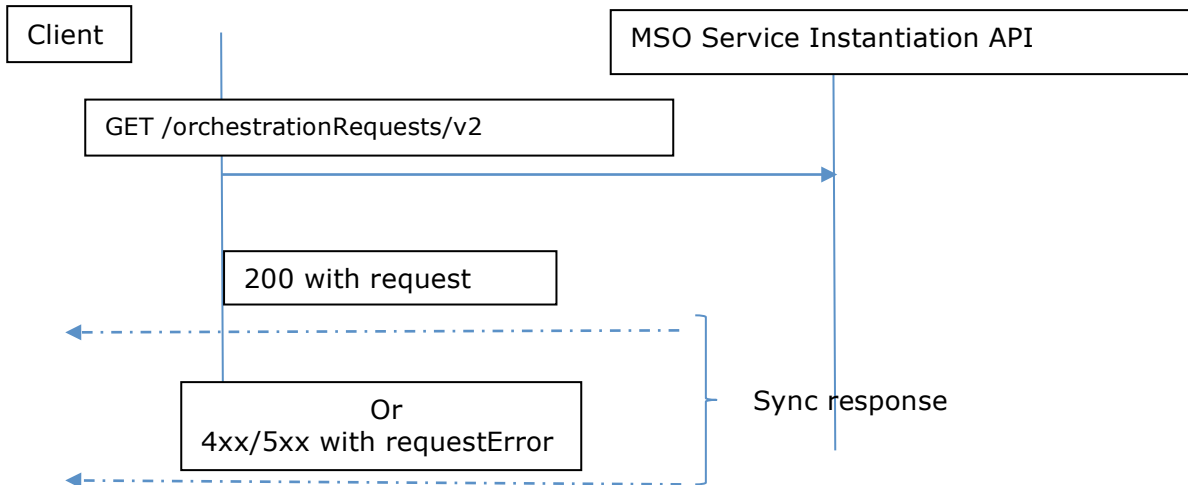 Client
MSO Service Instantiation API
GET /orchestrationRequests/v2
200 with request
Or
4xx/5xx with requestError
Sync response